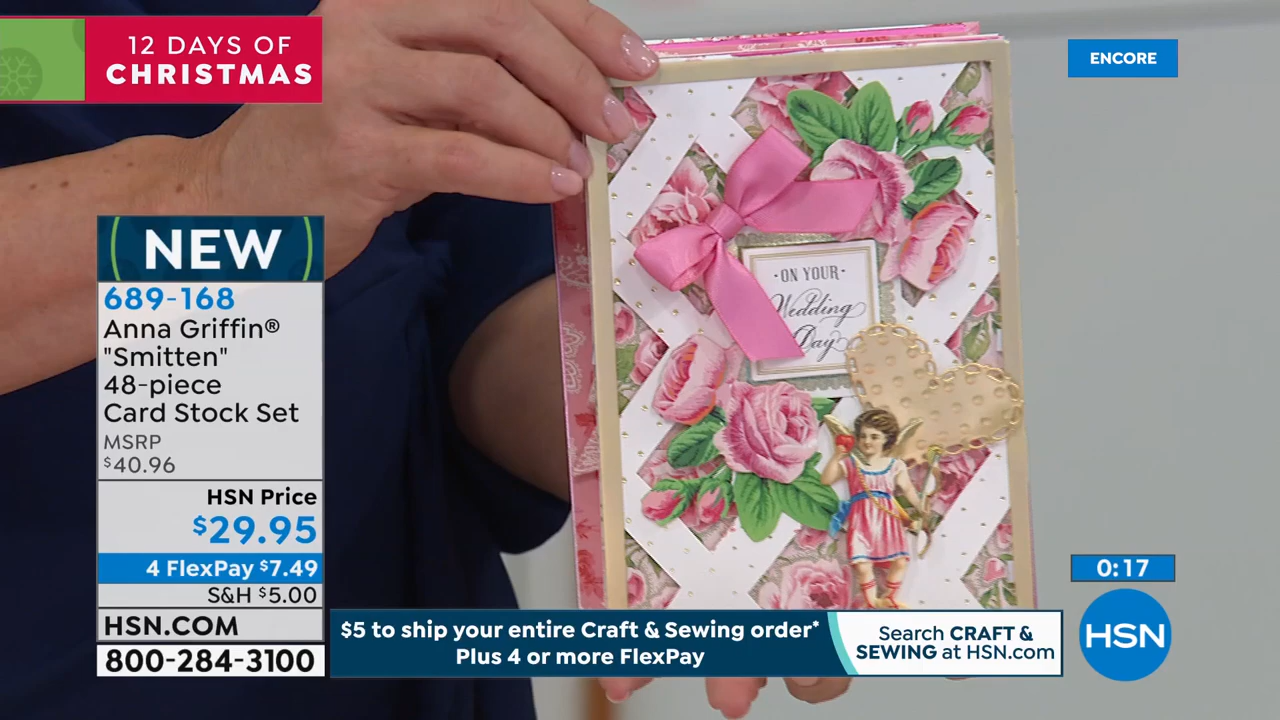 12 DAYS OF
CHRISTMAS
ENCORE
NEW
689-168
Anna Griffin®
"Smitten"
48-piece
Card Stock Set
MSRP
$40.96
HSN Price
$29.95
4 FlexPay $7.49
S&H $5.00
HSN.COM
800-284-3100
·ON YOUR·
Wedding
Day
$5 to ship your entire Craft & Sewing order*
Plus 4 or more FlexPay
Search CRAFT &
SEWING at HSN.com
0:17
HSN